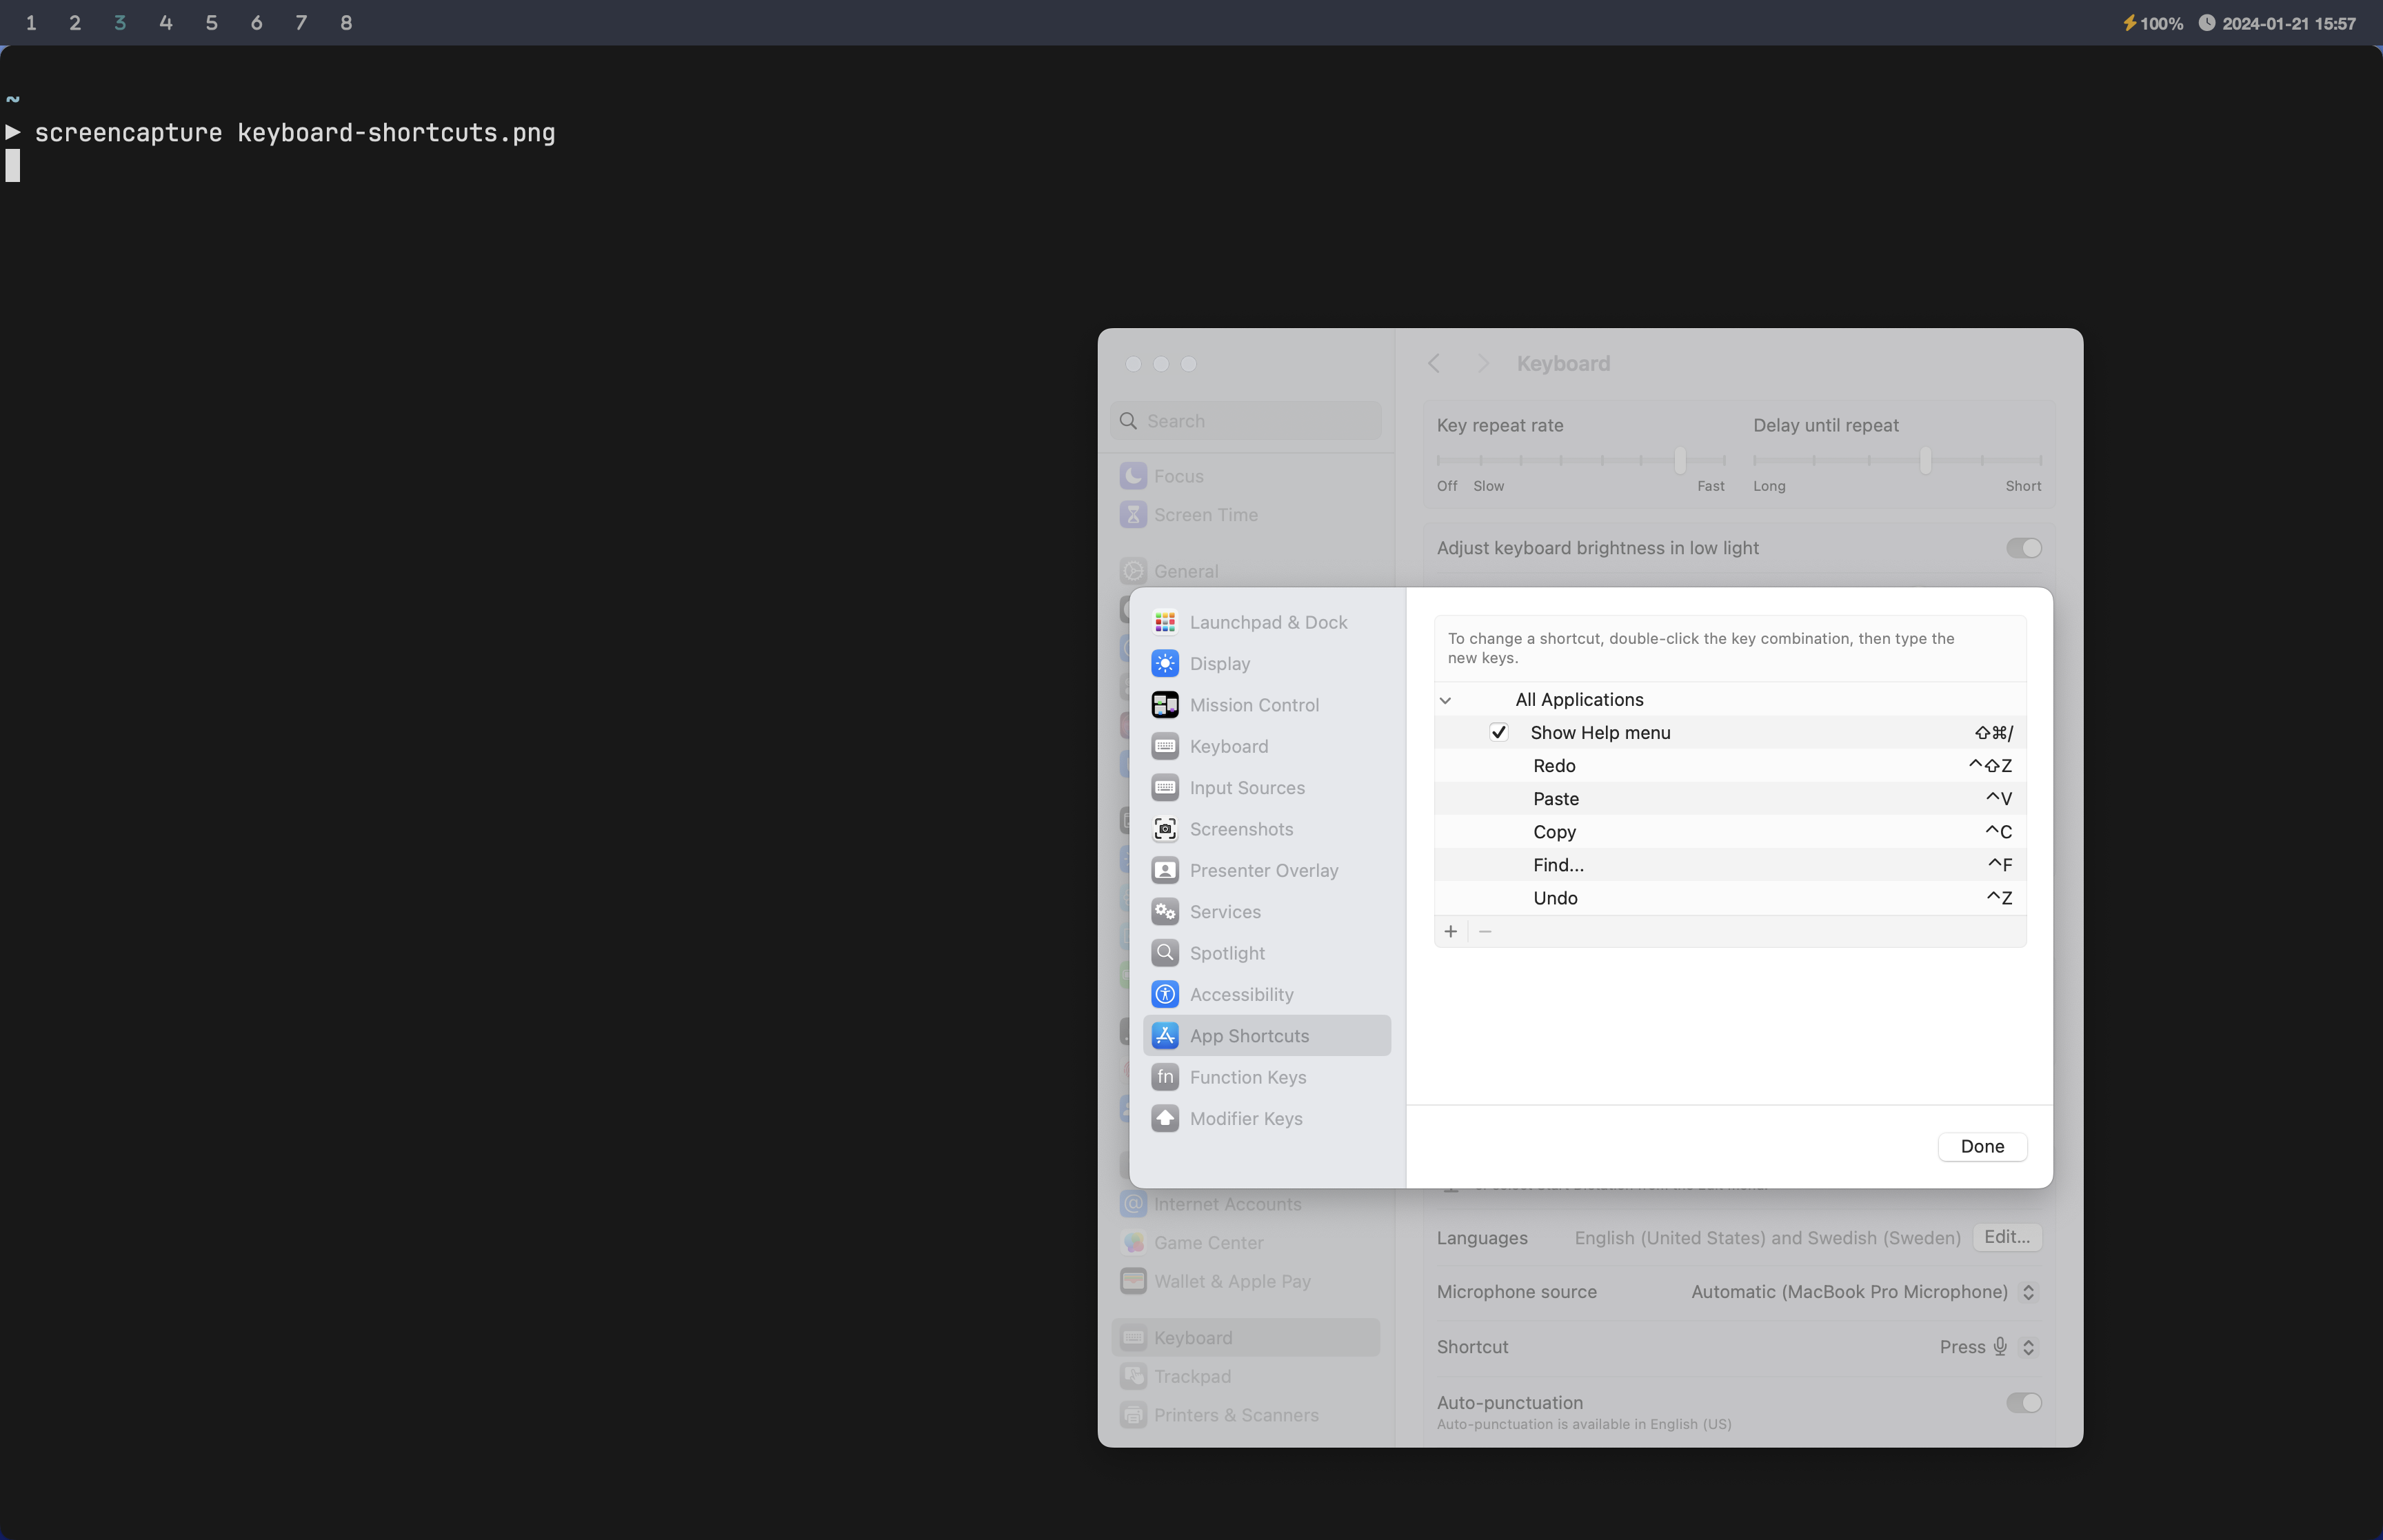 1 2 3 4 5 6 7 8
100% 2024-01-21 15:57
~
▶ screencapture keyboard-shortcuts.png
Search
Focus
Screen Time
General
Internet Accounts
Game Center
Wallet & Apple Pay
Keyboard
Trackpad
Printers & Scanners
Keyboard
Key repeat rate
Delay until repeat
Off Slow Fast
Long Short
Adjust keyboard brightness in low light
Launchpad & Dock
Display
Mission Control
Keyboard
Input Sources
Screenshots
Presenter Overlay
Services
Spotlight
Accessibility
App Shortcuts
fn Function Keys
Modifier Keys
To change a shortcut, double-click the key combination, then type the
new keys.
All Applications
Show Help menu ⇧⌘/
Redo ^⇧Z
Paste ^V
Copy ^C
Find... ^F
Undo ^Z
+ −
Done
Languages English (United States) and Swedish (Sweden) Edit...
Microphone source Automatic (MacBook Pro Microphone)
Shortcut Press
Auto-punctuation
Auto-punctuation is available in English (US)